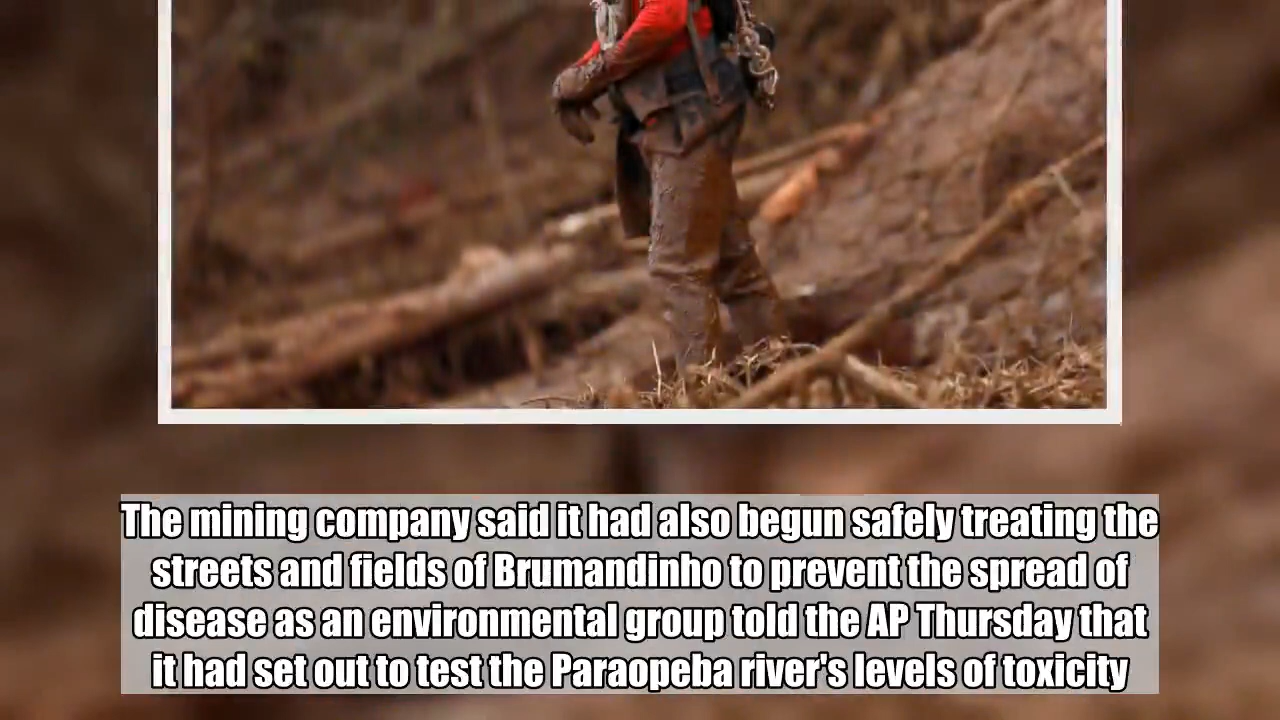 The mining company said it had also begun safely treating the
streets and fields of Brumandinho to prevent the spread of
disease as an environmental group told the AP Thursday that
it had set out to test the Paraopeba river's levels of toxicity